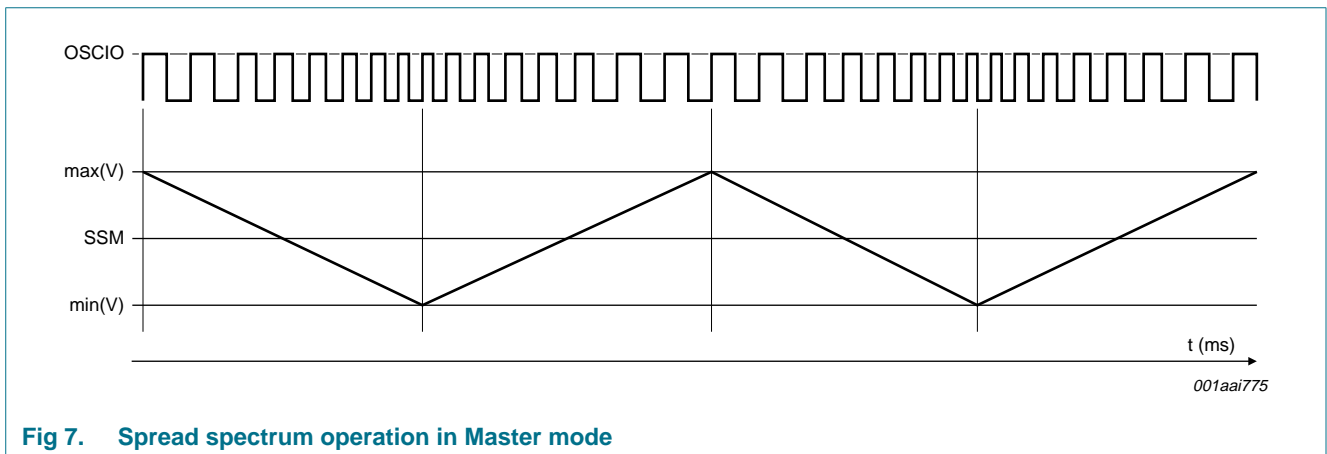 OSCIO
max(V)
SSM
min(V)
t (ms)
001aai775
Fig 7. Spread spectrum operation in Master mode